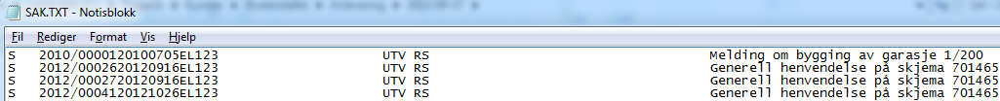 SAK.TXT - Notisblokk
Fil Rediger Format Vis Hjelp
S 2010/0000120100705EL123 UTV RS Melding om bygging av garasje 1/200
S 2012/0002620120916EL123 UTV RS Generell henvendelse på skjema 701465
S 2012/0002720120916EL123 UTV RS Generell henvendelse på skjema 701465
S 2012/0004120121026EL123 UTV RS Generell henvendelse på skjema 701465